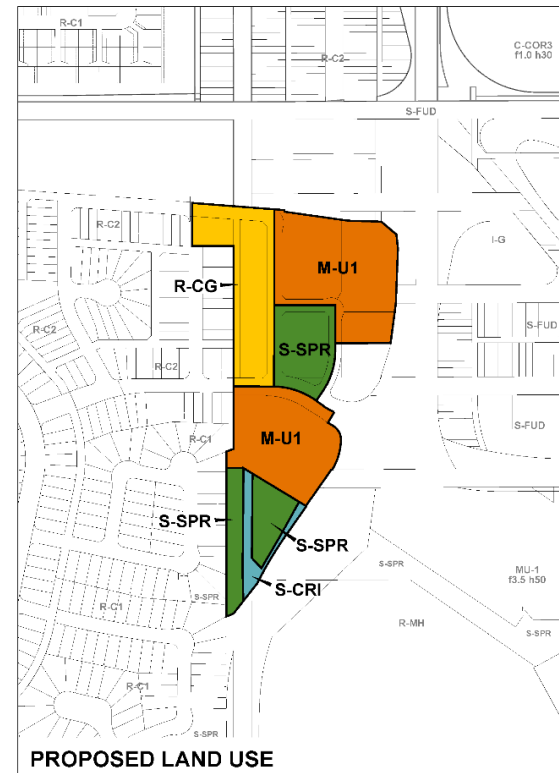 R-C1
C-COR3
f1.0 h30
R-C2
S-FUD
R-C2
I-G
M-U1
R-CG
R-C2
S-FUD
S-SPR
R-C2
S-FUD
R-C1
M-U1
S-SPR
S-SPR
S-SPR
MU-1
f3.5 h50
S-CRI
S-SPR
R-C1
R-MH
S-SPR
R-C1
S-SPR
PROPOSED LAND USE